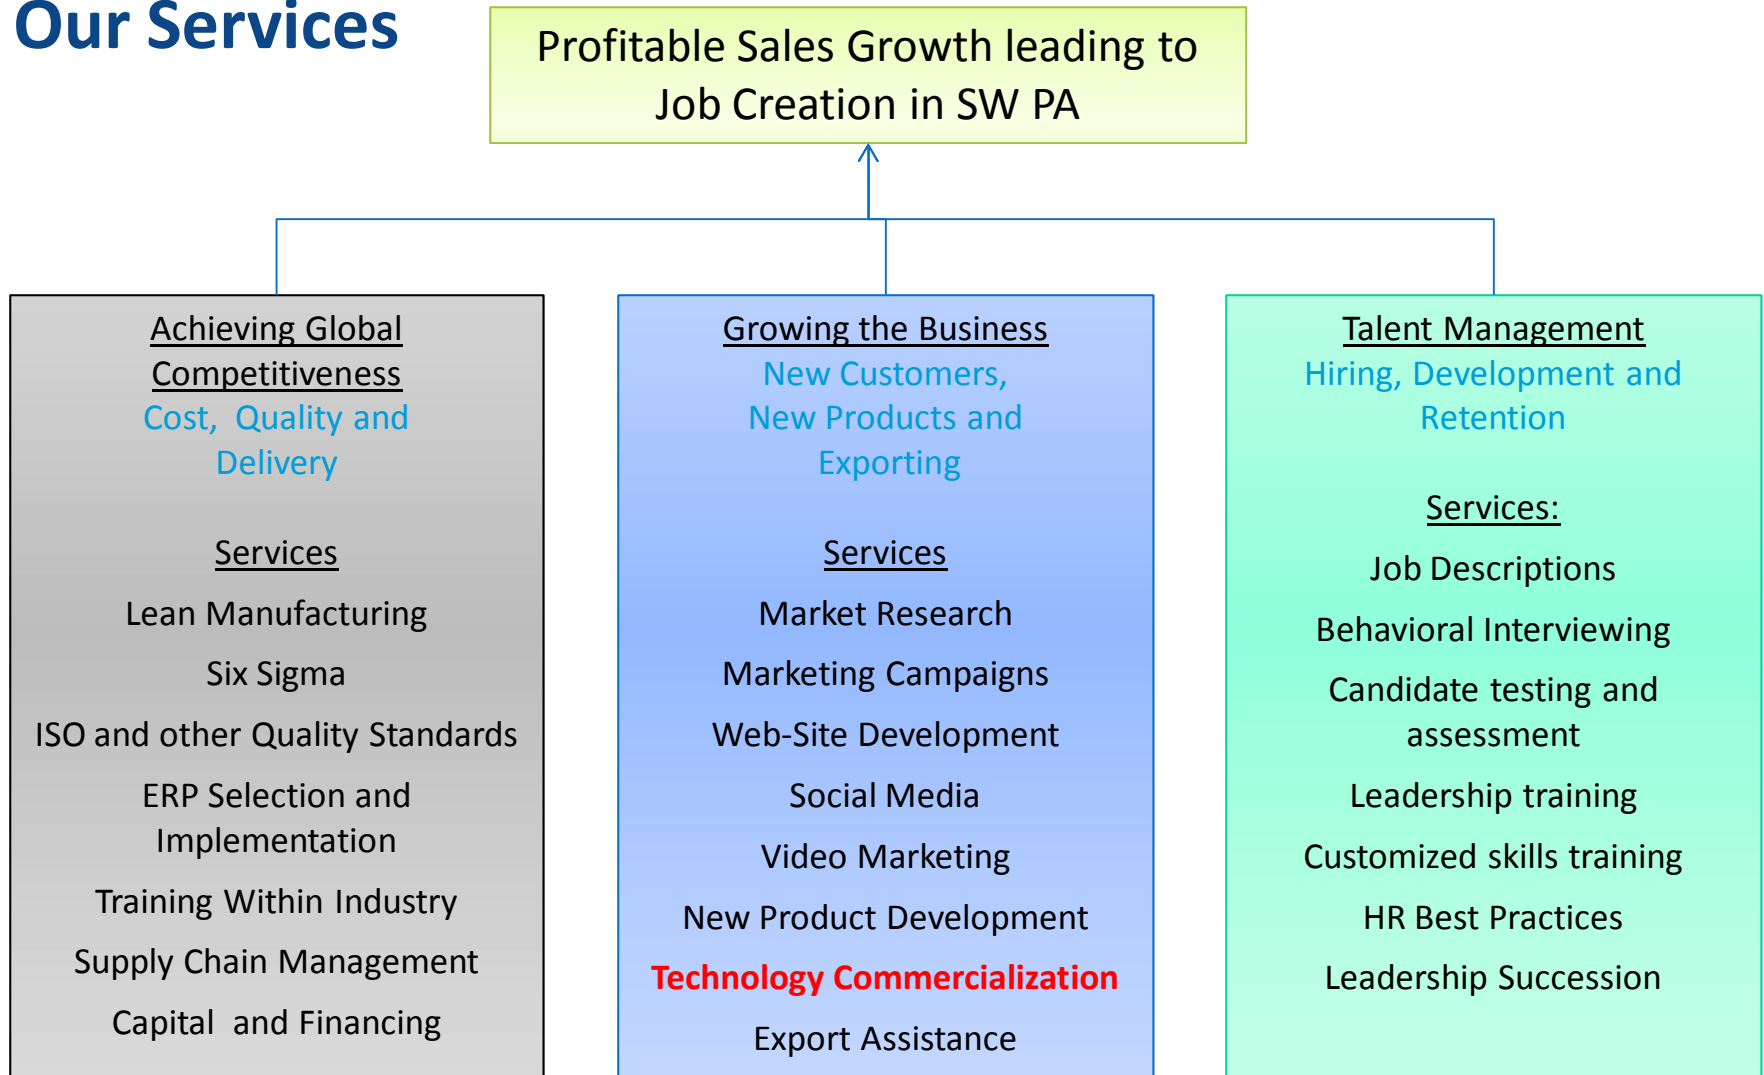 Our Services
Profitable Sales Growth leading to
Job Creation in SW PA
Achieving Global
Competitiveness
Cost, Quality and
Delivery
Services
Lean Manufacturing
Six Sigma
ISO and other Quality Standards
ERP Selection and
Implementation
Training Within Industry
Supply Chain Management
Capital and Financing
Growing the Business
New Customers,
New Products and
Exporting
Services
Market Research
Marketing Campaigns
Web-Site Development
Social Media
Video Marketing
New Product Development
Technology Commercialization
Export Assistance
Talent Management
Hiring, Development and
Retention
Services:
Job Descriptions
Behavioral Interviewing
Candidate testing and
assessment
Leadership training
Customized skills training
HR Best Practices
Leadership Succession